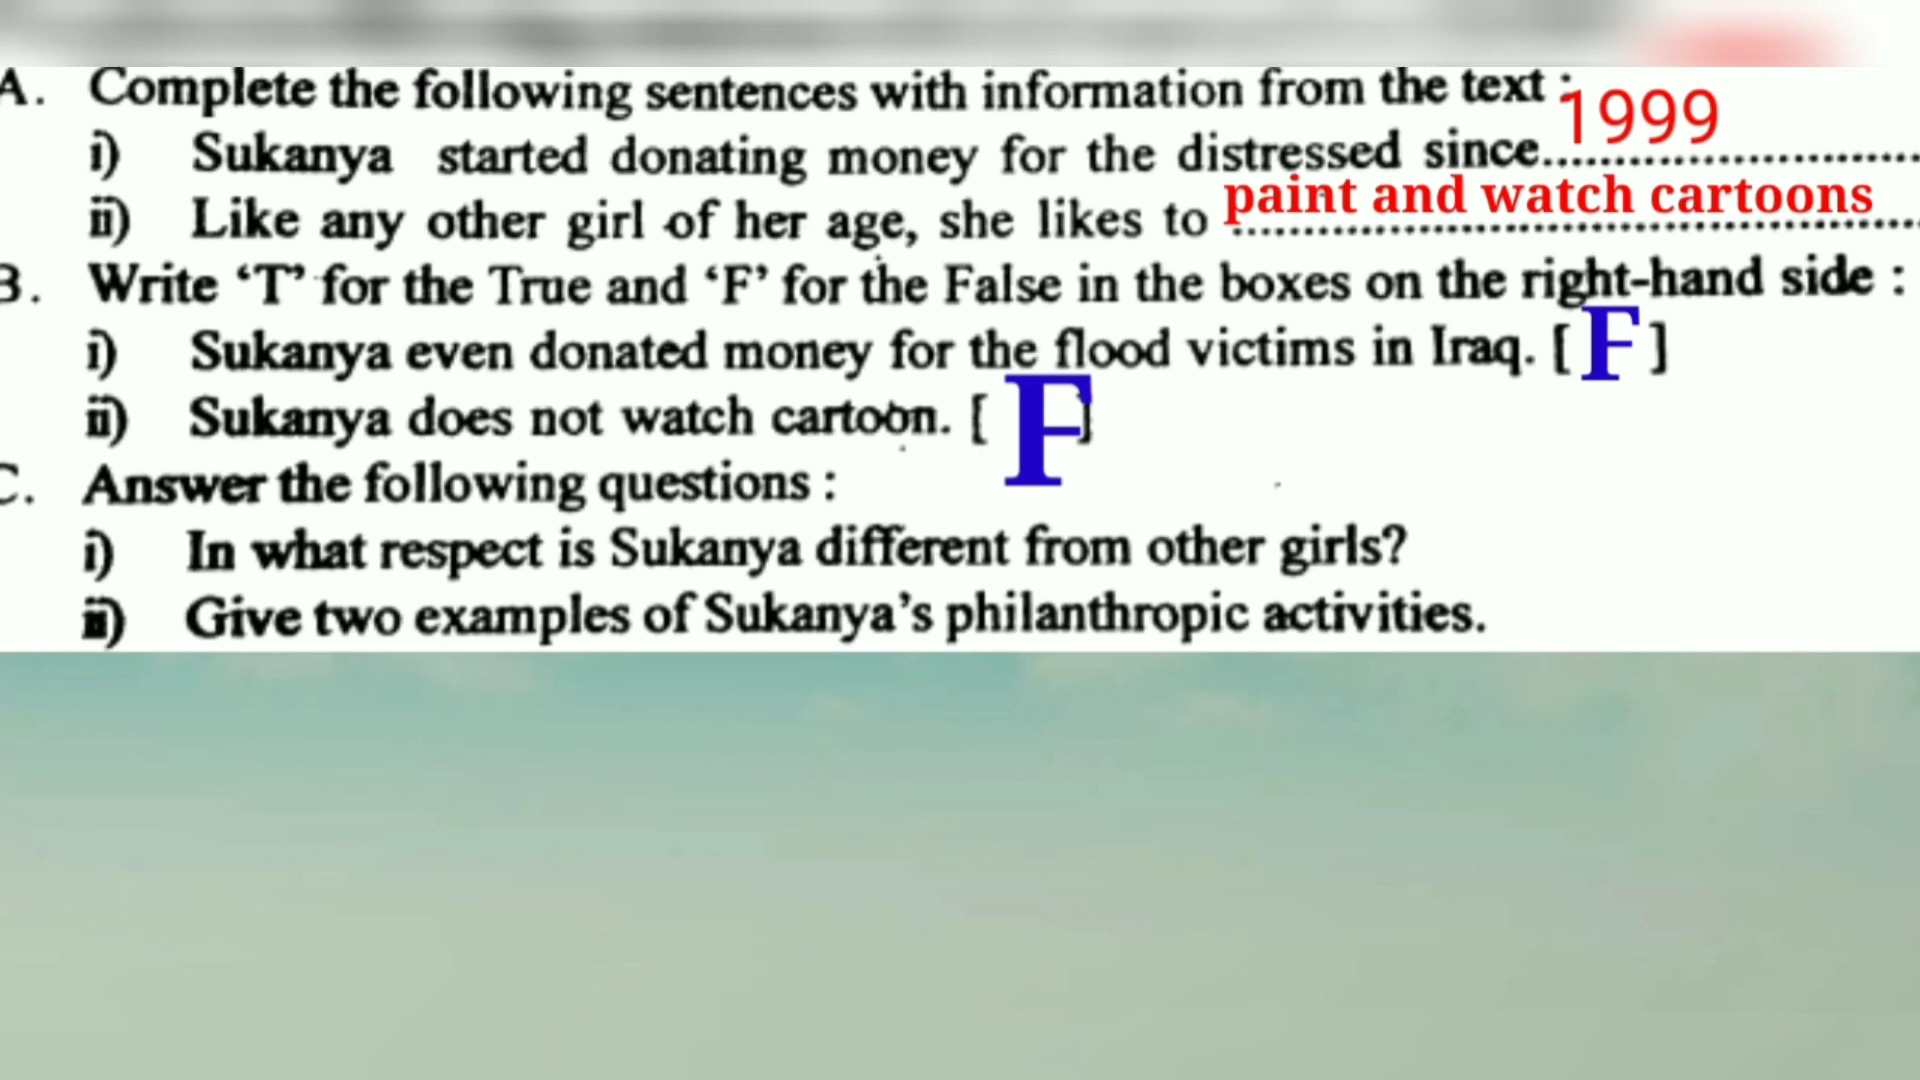 A. Complete the following sentences with information from the text :
i) Sukanya started donating money for the distressed since 1999
ii) Like any other girl of her age, she likes to paint and watch cartoons
B. Write ‘T’ for the True and ‘F’ for the False in the boxes on the right-hand side :
i) Sukanya even donated money for the flood victims in Iraq. [ F ]
ii) Sukanya does not watch cartoon. [ F ]
C. Answer the following questions :
i) In what respect is Sukanya different from other girls?
ii) Give two examples of Sukanya’s philanthropic activities.